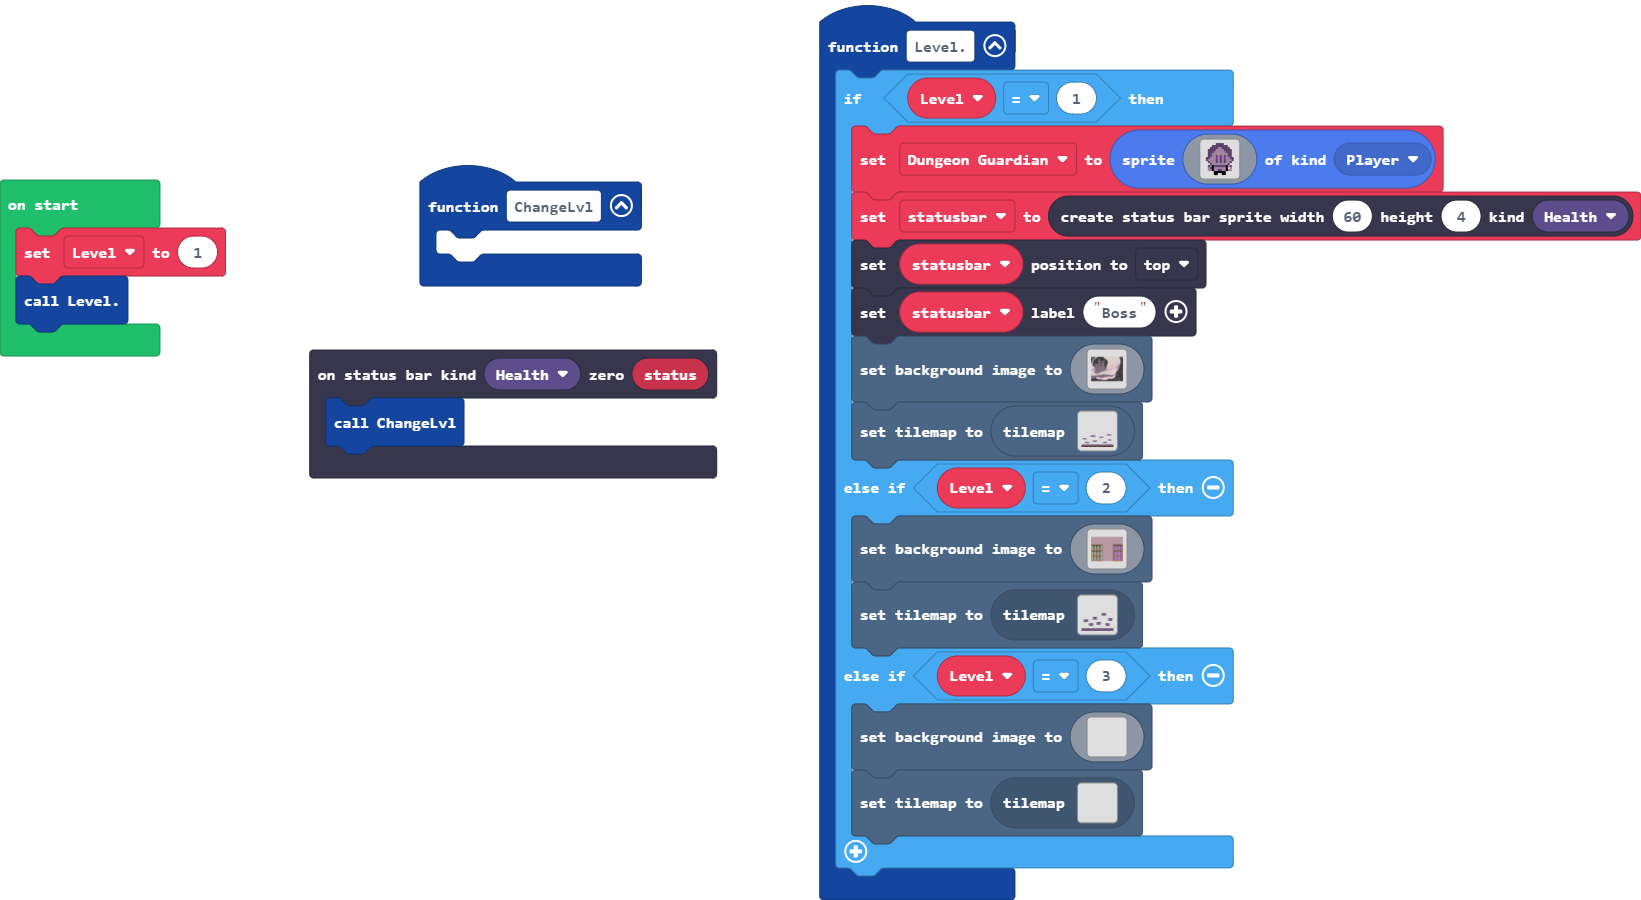 on start
set Level to 1
call Level.
function ChangeLvl
on status bar kind Health zero status
call ChangeLvl
function Level.
if Level = 1 then
set Dungeon Guardian to sprite of kind Player
set statusbar to create status bar sprite width 60 height 4 kind Health
set statusbar position to top
set statusbar label "Boss"
set background image to
set tilemap to tilemap
else if Level = 2 then
set background image to
set tilemap to tilemap
else if Level = 3 then
set background image to
set tilemap to tilemap